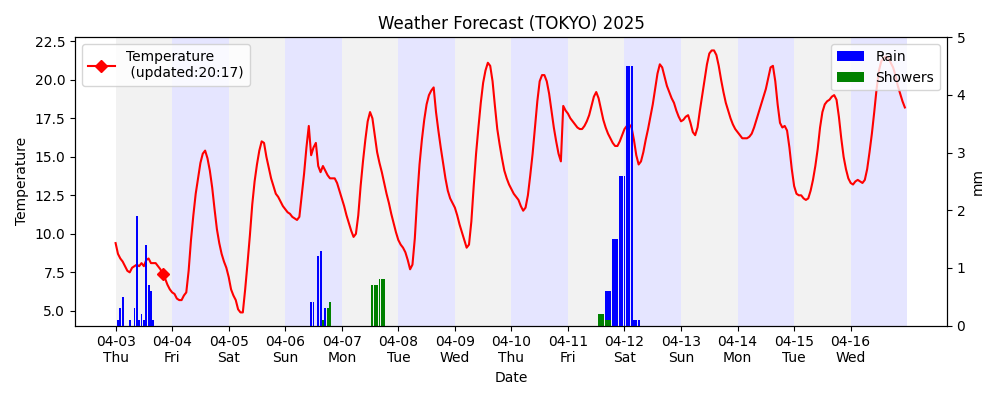 Weather Forecast (TOKYO) 2025
Temperature
(updated:20:17)
Rain
Showers
22.5
20.0
17.5
15.0
12.5
10.0
7.5
5.0
Temperature
5
4
3
2
1
0
mm
04-03 04-04 04-05 04-06 04-07 04-08 04-09 04-10 04-11 04-12 04-13 04-14 04-15 04-16
Thu Fri Sat Sun Mon Tue Wed Thu Fri Sat Sun Mon Tue Wed
Date